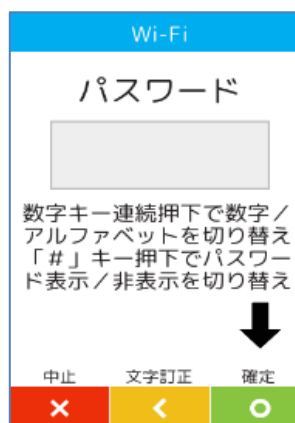 Wi-Fi
パスワード
数字キー連続押下で数字／
アルファベットを切り替え
「＃」キー押下でパスワー
ド表示／非表示を切り替え
中止 文字訂正 確定